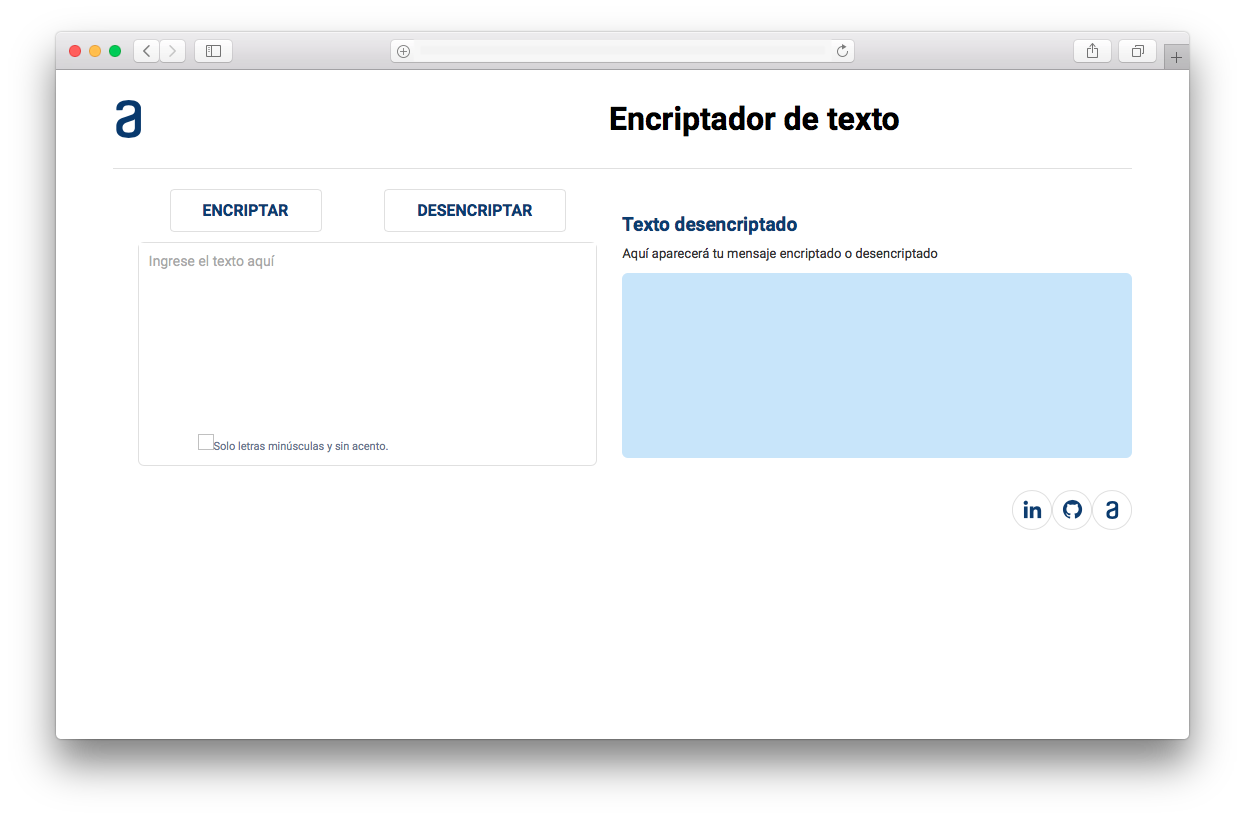 a
Encriptador de texto
ENCRIPTAR
DESENCRIPTAR
Ingrese el texto aquí
Solo letras minúsculas y sin acento.
Texto desencriptado
Aquí aparecerá tu mensaje encriptado o desencriptado
in
a